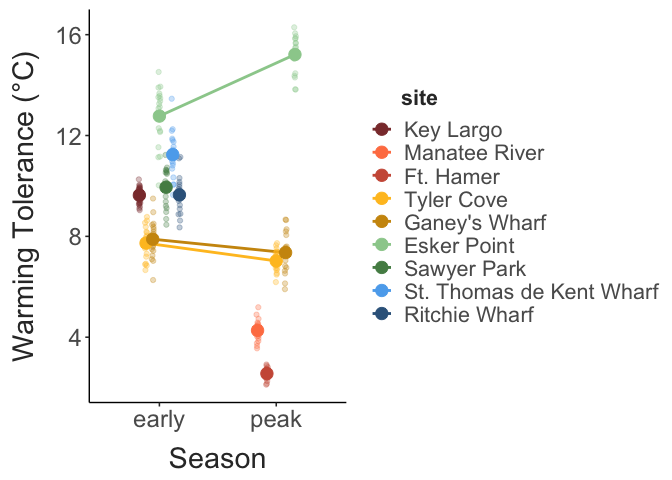 16
12
8
4
Warming Tolerance (°C)
early peak
Season
site
Key Largo
Manatee River
Ft. Hamer
Tyler Cove
Ganey's Wharf
Esker Point
Sawyer Park
St. Thomas de Kent Wharf
Ritchie Wharf